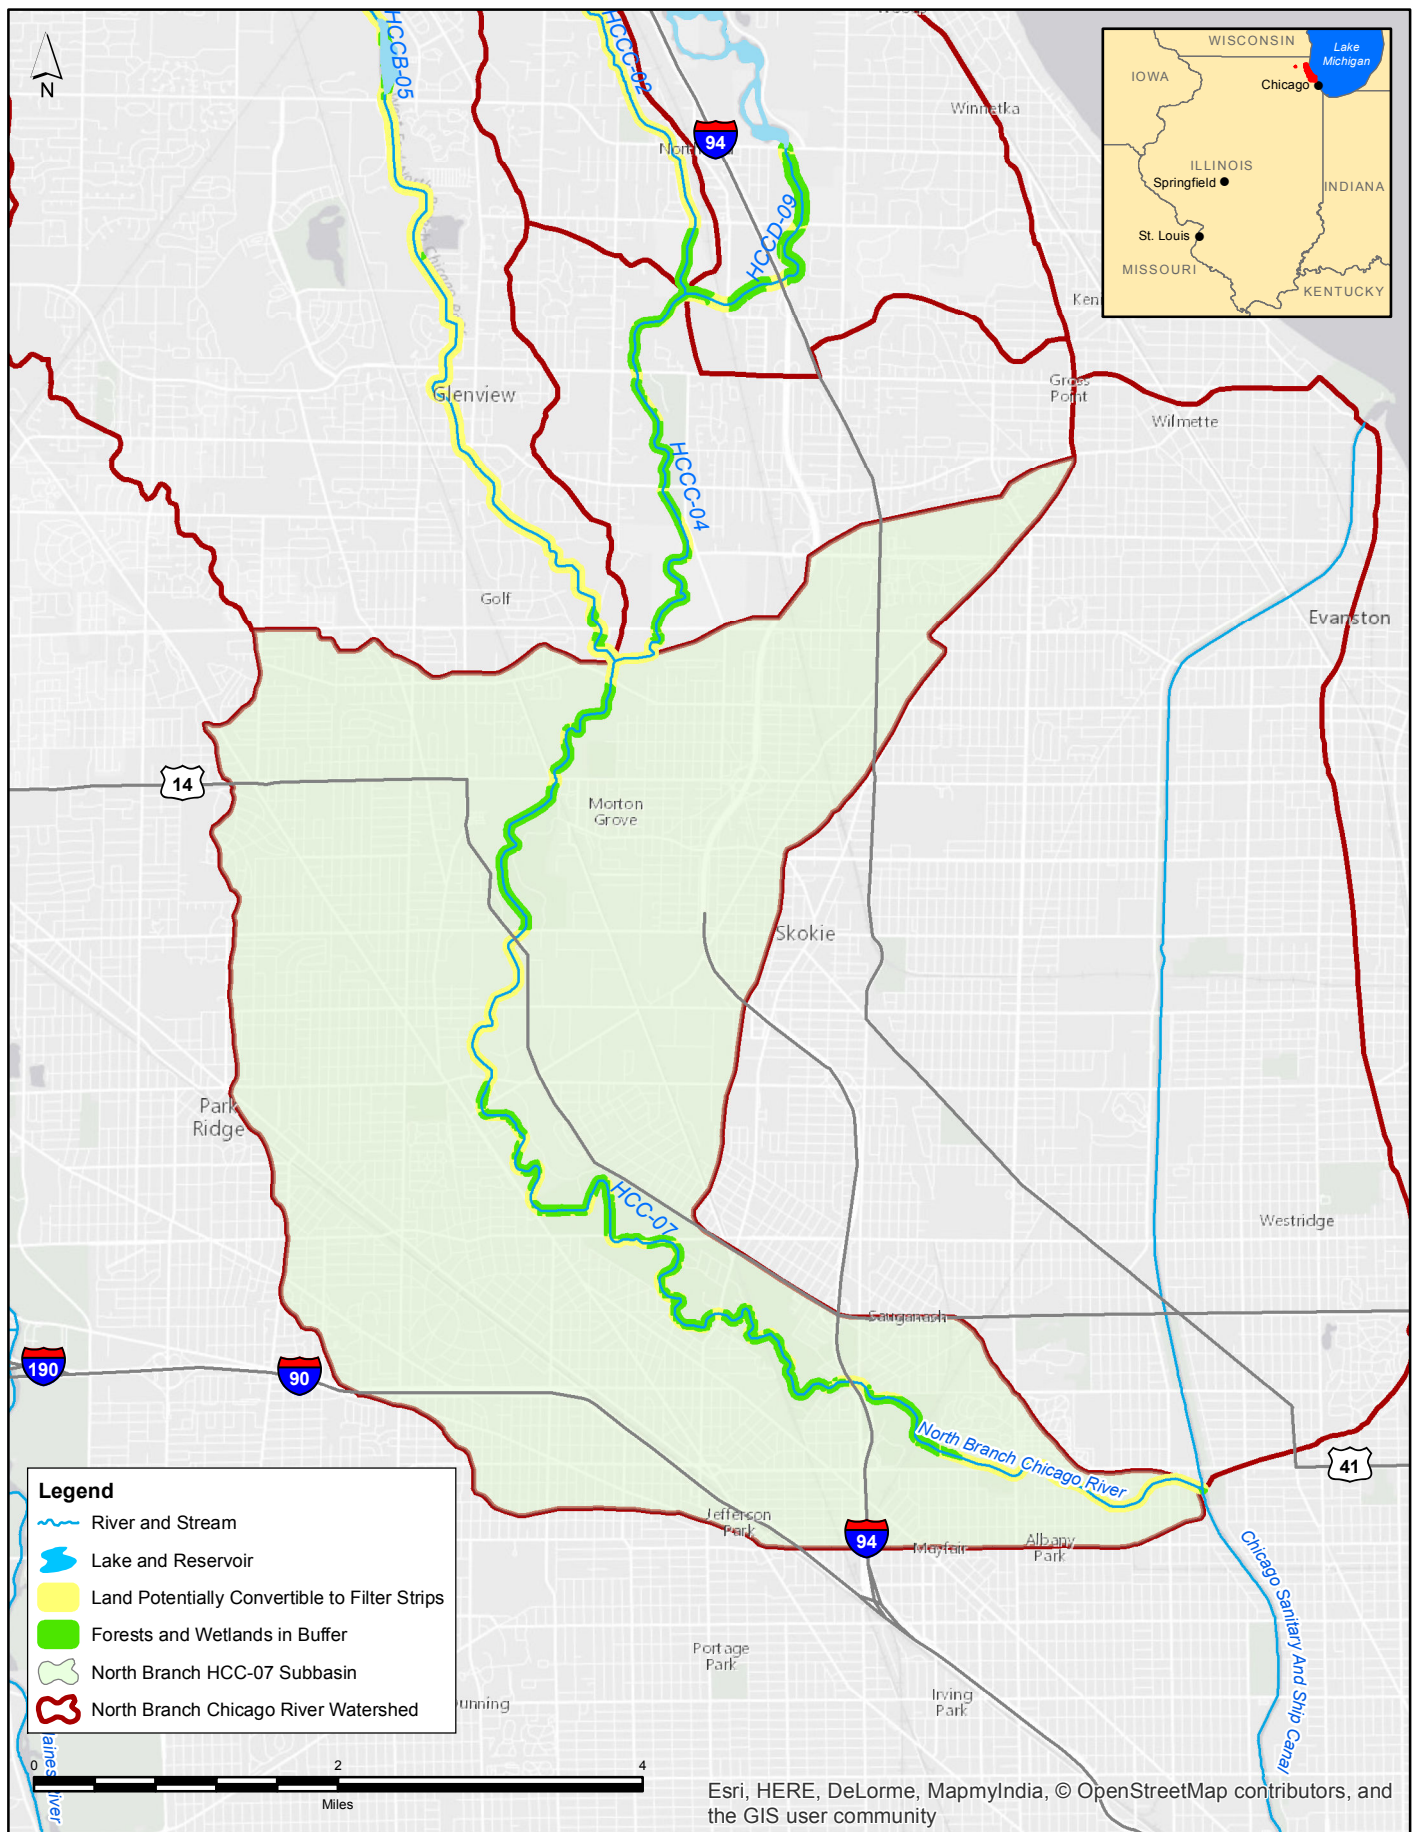 N
HCCB-05
HCCC-02
94
Winnetka
HCCD-09
WISCONSIN
Lake
Michigan
IOWA
Chicago
ILLINOIS
Springfield
INDIANA
St. Louis
MISSOURI
KENTUCKY
Glenview
Gross
Point
Wilmette
HCCC-04
Golf
Evanston
14
Morton
Grove
Skokie
Park
Ridge
HCC-07
Westridge
Sauganash
190
90
North Branch Chicago River
41
Jefferson
Park
94
Mayfair
Albany
Park
Chicago Sanitary And Ship Canal
Portage
Park
Irving
Park
Legend
River and Stream
Lake and Reservoir
Land Potentially Convertible to Filter Strips
Forests and Wetlands in Buffer
North Branch HCC-07 Subbasin
North Branch Chicago River Watershed
0 2 4
Miles
Esri, HERE, DeLorme, MapmyIndia, © OpenStreetMap contributors, and
the GIS user community